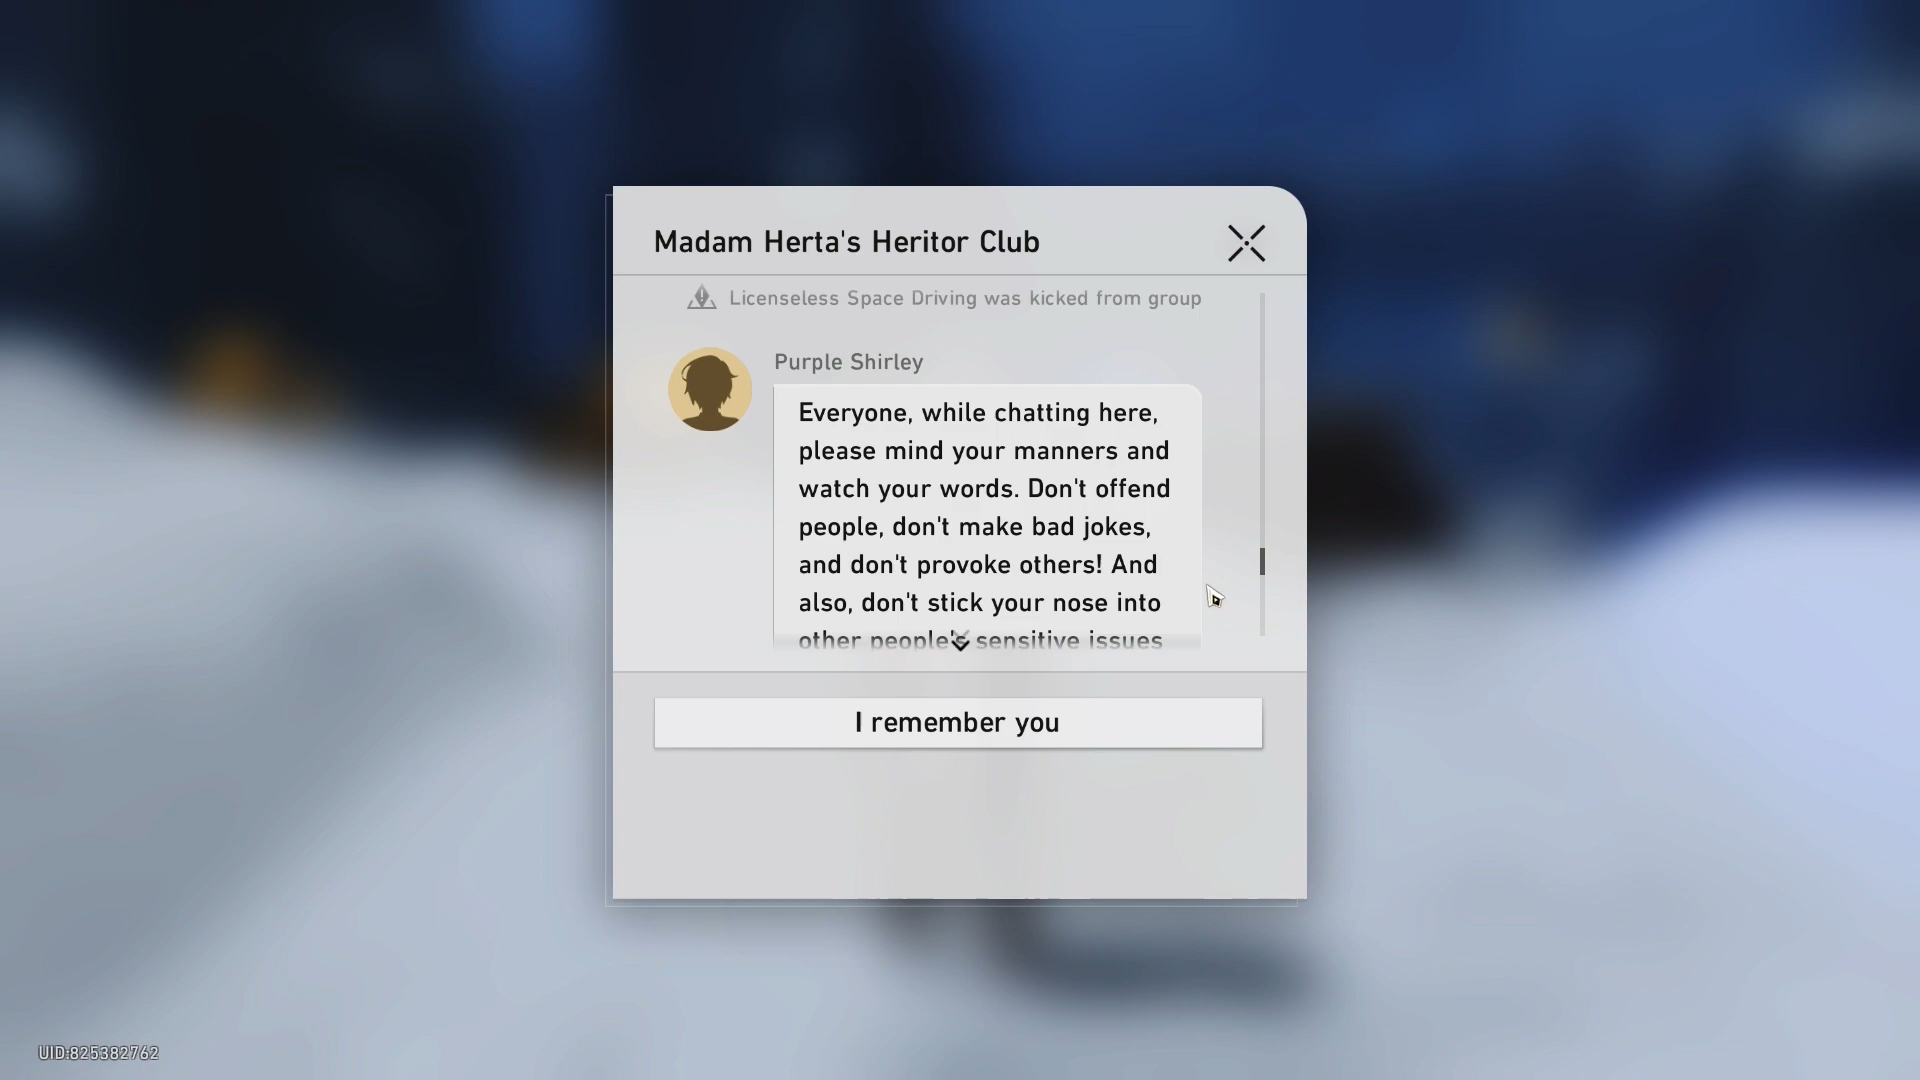 Madam Herta's Heritor Club
Licenseless Space Driving was kicked from group
Purple Shirley
Everyone, while chatting here,
please mind your manners and
watch your words. Don't offend
people, don't make bad jokes,
and don't provoke others! And
also, don't stick your nose into
other people's sensitive issues
I remember you
UID:825382762